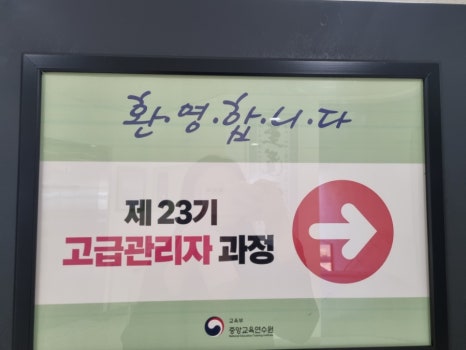 환·영·합·니·다
제 23기
고급관리자 과정
교육부
중앙교육연수원